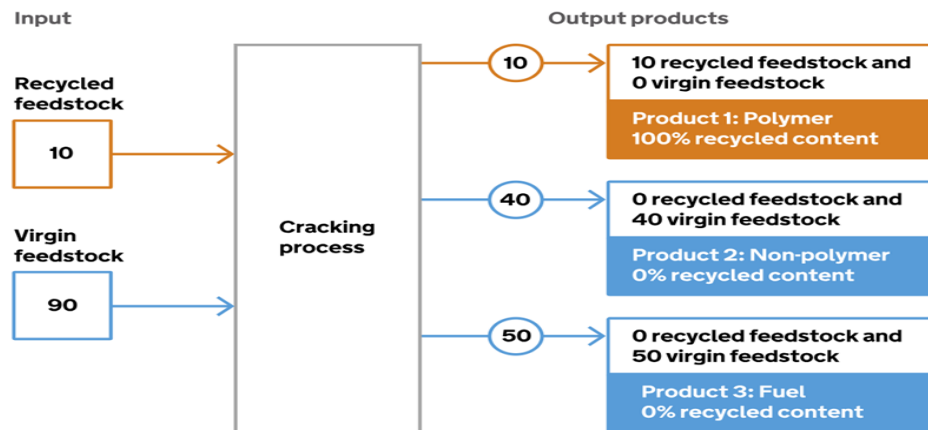 Input
Output products
Recycled
feedstock
10
Virgin
feedstock
90
Cracking
process
10
10 recycled feedstock and
0 virgin feedstock
Product 1: Polymer
100% recycled content
40
0 recycled feedstock and
40 virgin feedstock
Product 2: Non-polymer
0% recycled content
50
0 recycled feedstock and
50 virgin feedstock
Product 3: Fuel
0% recycled content